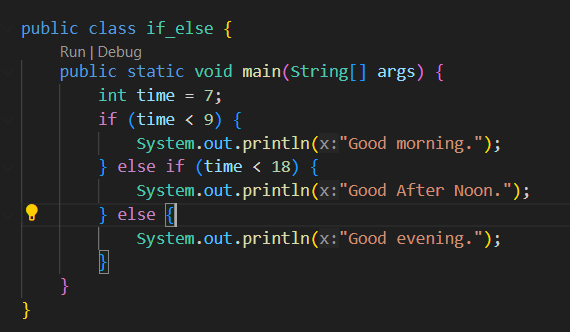 public class if_else {
Run | Debug
public static void main(String[] args) {
int time = 7;
if (time < 9) {
System.out.println(x:"Good morning.");
} else if (time < 18) {
System.out.println(x:"Good After Noon.");
} else {
System.out.println(x:"Good evening.");
}
}
}